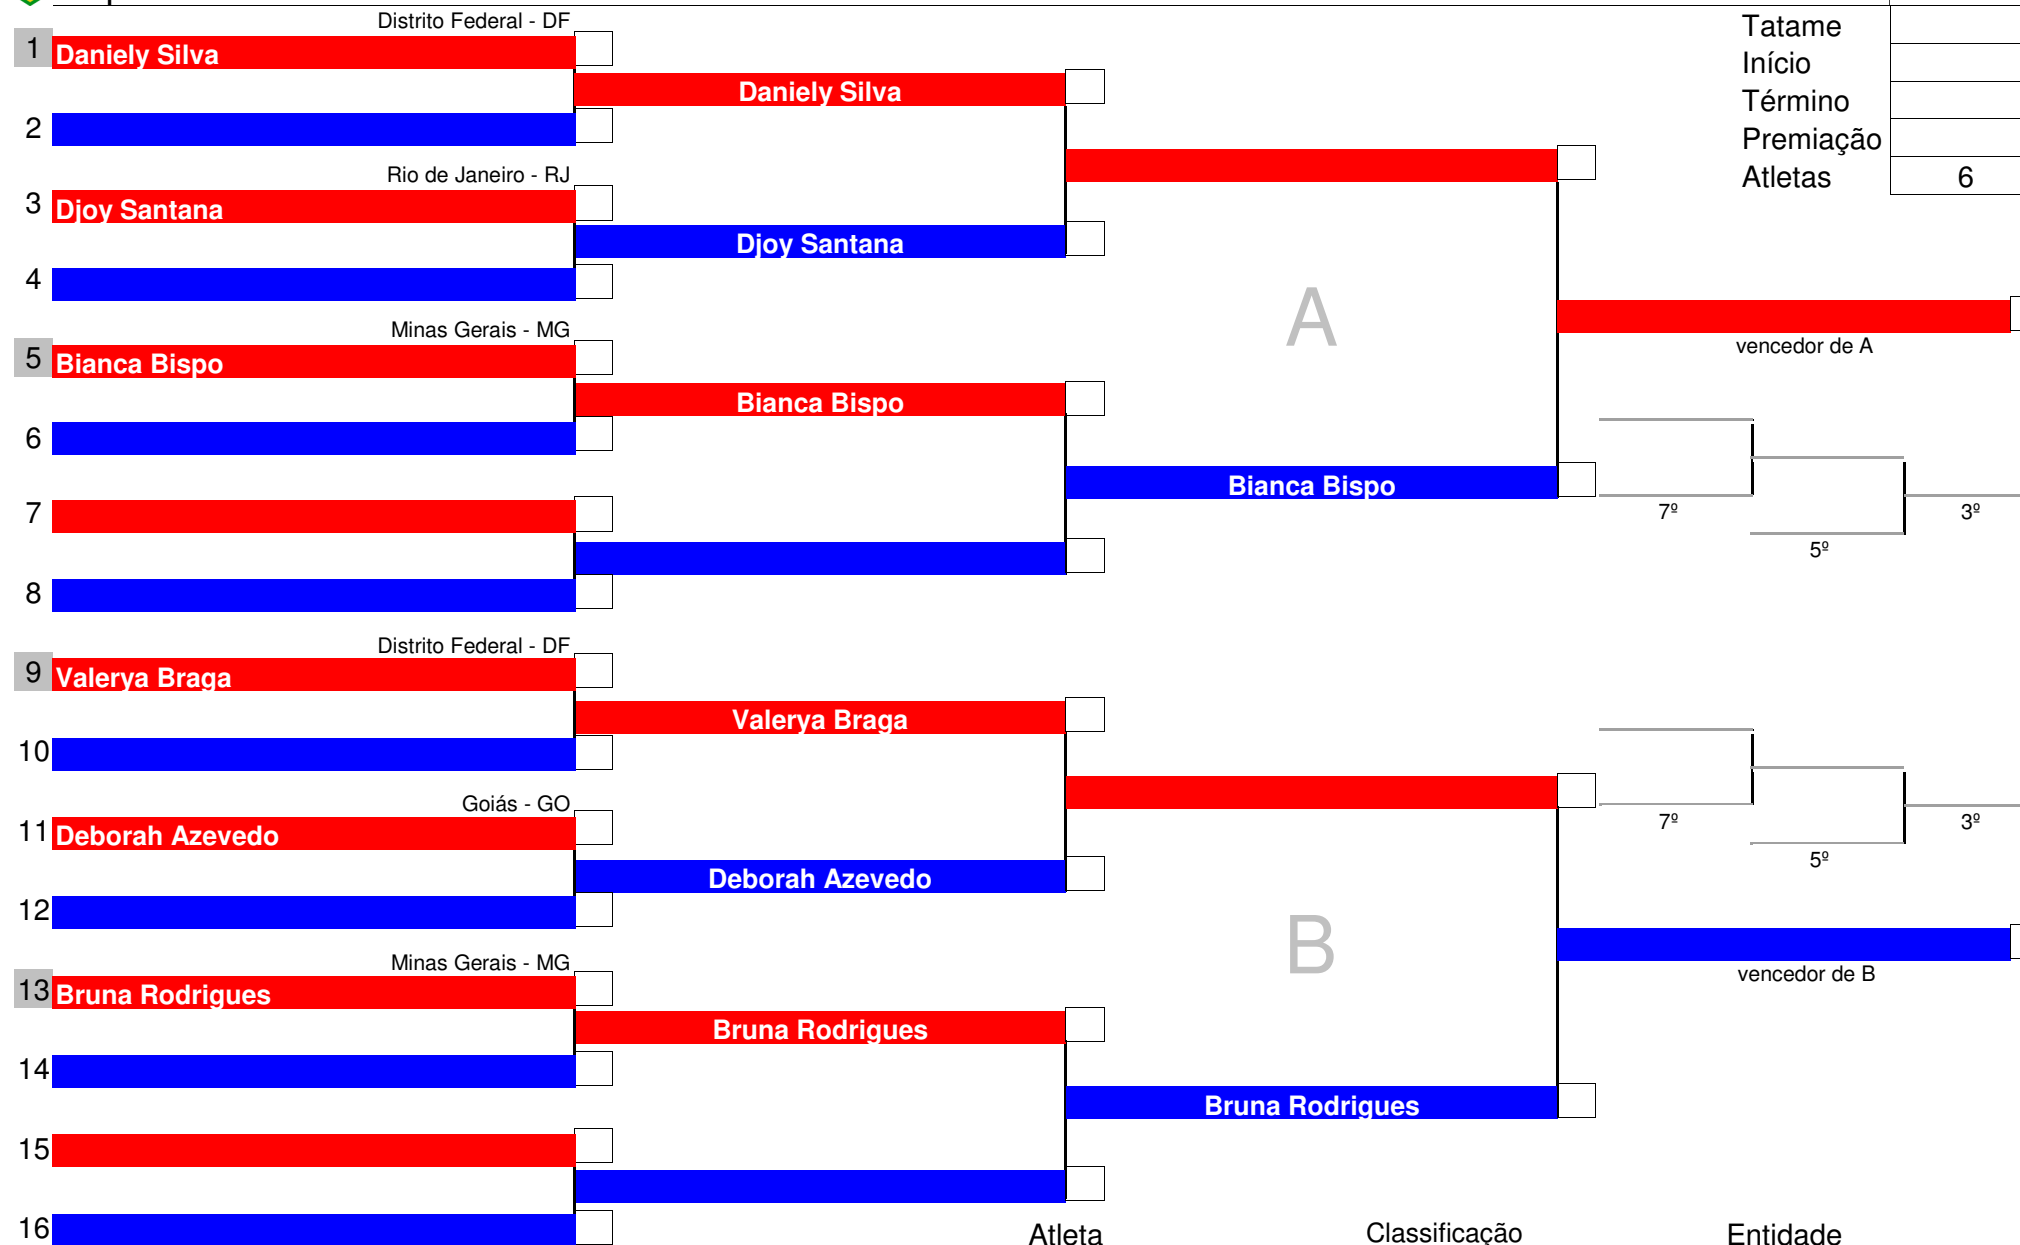 Distrito Federal - DF
1 Daniely Silva
Daniely Silva
2
Rio de Janeiro - RJ
3 Djoy Santana
Djoy Santana
4
Minas Gerais - MG
5 Bianca Bispo
Bianca Bispo
6
7
Bianca Bispo
8
Tatame
Início
Término
Premiação
Atletas 6
A
vencedor de A
7º
5º
3º
Distrito Federal - DF
9 Valerya Braga
Valerya Braga
10
Goiás - GO
11 Deborah Azevedo
Deborah Azevedo
12
Minas Gerais - MG
13 Bruna Rodrigues
Bruna Rodrigues
14
Bruna Rodrigues
15
16
B
7º
5º
3º
vencedor de B
Atleta Classificação Entidade